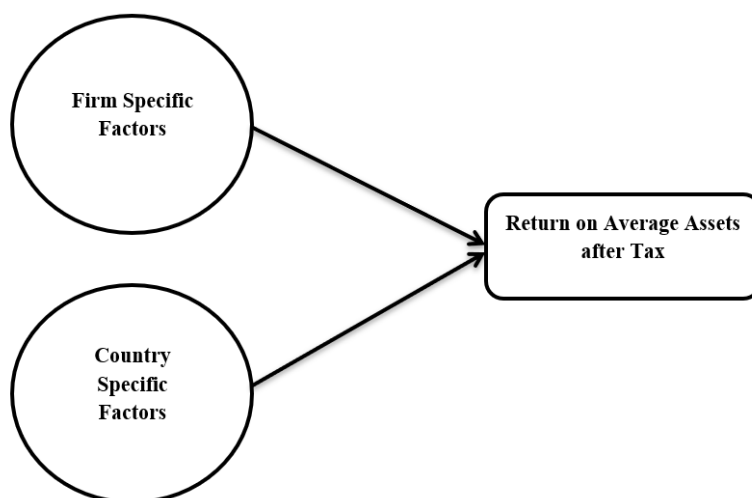 Firm Specific
Factors
Return on Average Assets
after Tax
Country
Specific
Factors